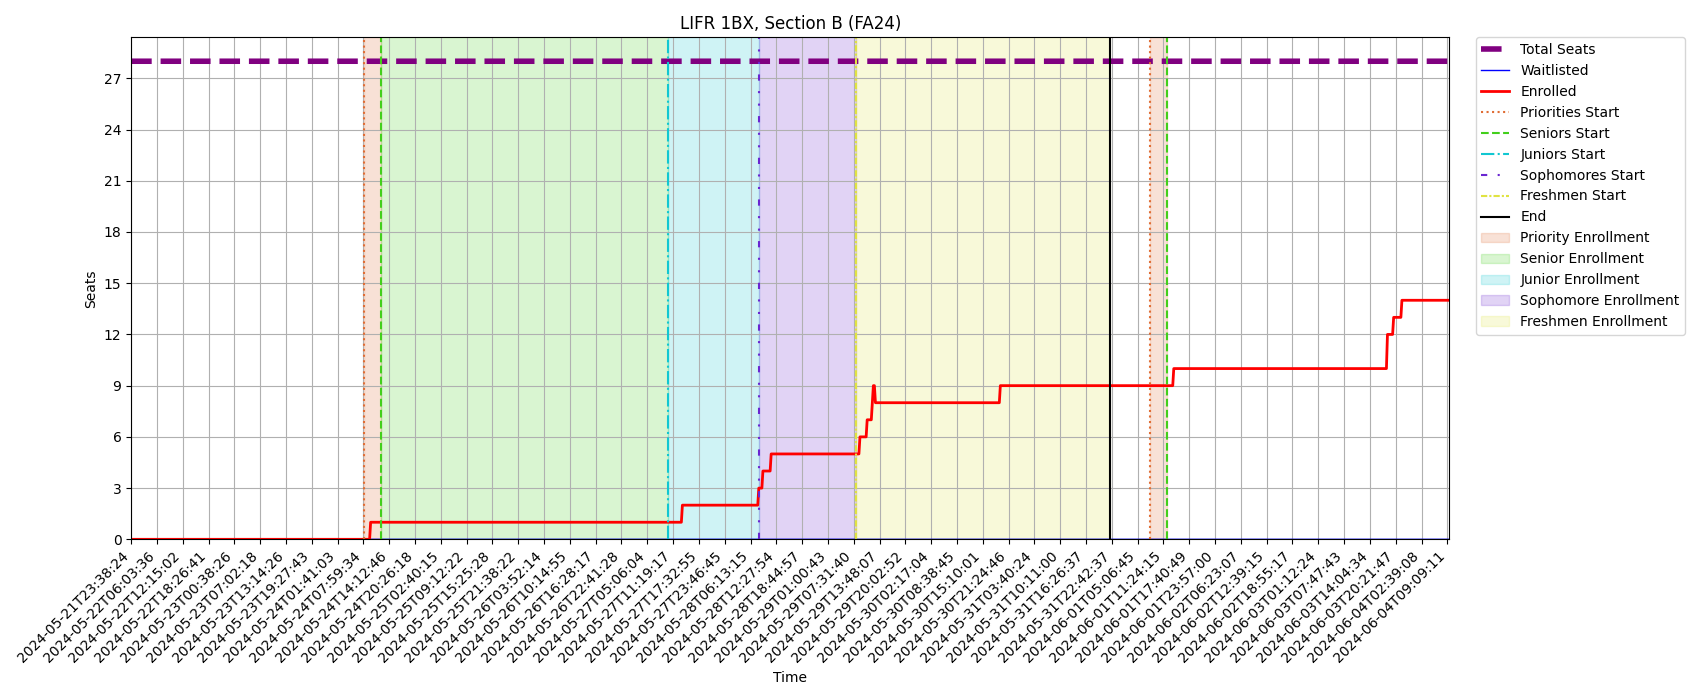 LIFR 1BX, Section B (FA24)
Seats
27
24
21
18
15
12
9
6
3
0
2024-05-21T23:38:24
2024-05-22T06:03:36
2024-05-22T12:15:02
2024-05-22T18:26:41
2024-05-23T00:38:26
2024-05-23T07:02:18
2024-05-23T13:14:26
2024-05-23T19:27:43
2024-05-24T01:41:03
2024-05-24T07:59:34
2024-05-24T14:12:46
2024-05-24T20:26:18
2024-05-25T02:40:15
2024-05-25T09:12:22
2024-05-25T15:25:28
2024-05-25T21:38:22
2024-05-26T03:52:14
2024-05-26T10:14:55
2024-05-26T16:28:17
2024-05-26T22:41:28
2024-05-27T05:06:04
2024-05-27T11:19:17
2024-05-27T17:32:55
2024-05-27T23:46:45
2024-05-28T06:13:15
2024-05-28T12:27:54
2024-05-28T18:44:57
2024-05-29T01:00:43
2024-05-29T07:31:40
2024-05-29T13:48:07
2024-05-29T20:02:52
2024-05-30T02:17:04
2024-05-30T08:38:45
2024-05-30T15:10:01
2024-05-30T21:24:46
2024-05-31T03:40:24
2024-05-31T10:11:00
2024-05-31T16:26:37
2024-05-31T22:42:37
2024-06-01T05:06:45
2024-06-01T11:24:15
2024-06-01T17:40:49
2024-06-01T23:57:00
2024-06-02T06:23:07
2024-06-02T12:39:15
2024-06-02T18:55:17
2024-06-03T01:12:24
2024-06-03T07:47:43
2024-06-03T14:04:34
2024-06-03T20:21:47
2024-06-04T02:39:08
2024-06-04T09:09:11
Time
Total Seats
Waitlisted
Enrolled
Priorities Start
Seniors Start
Juniors Start
Sophomores Start
Freshmen Start
End
Priority Enrollment
Senior Enrollment
Junior Enrollment
Sophomore Enrollment
Freshmen Enrollment